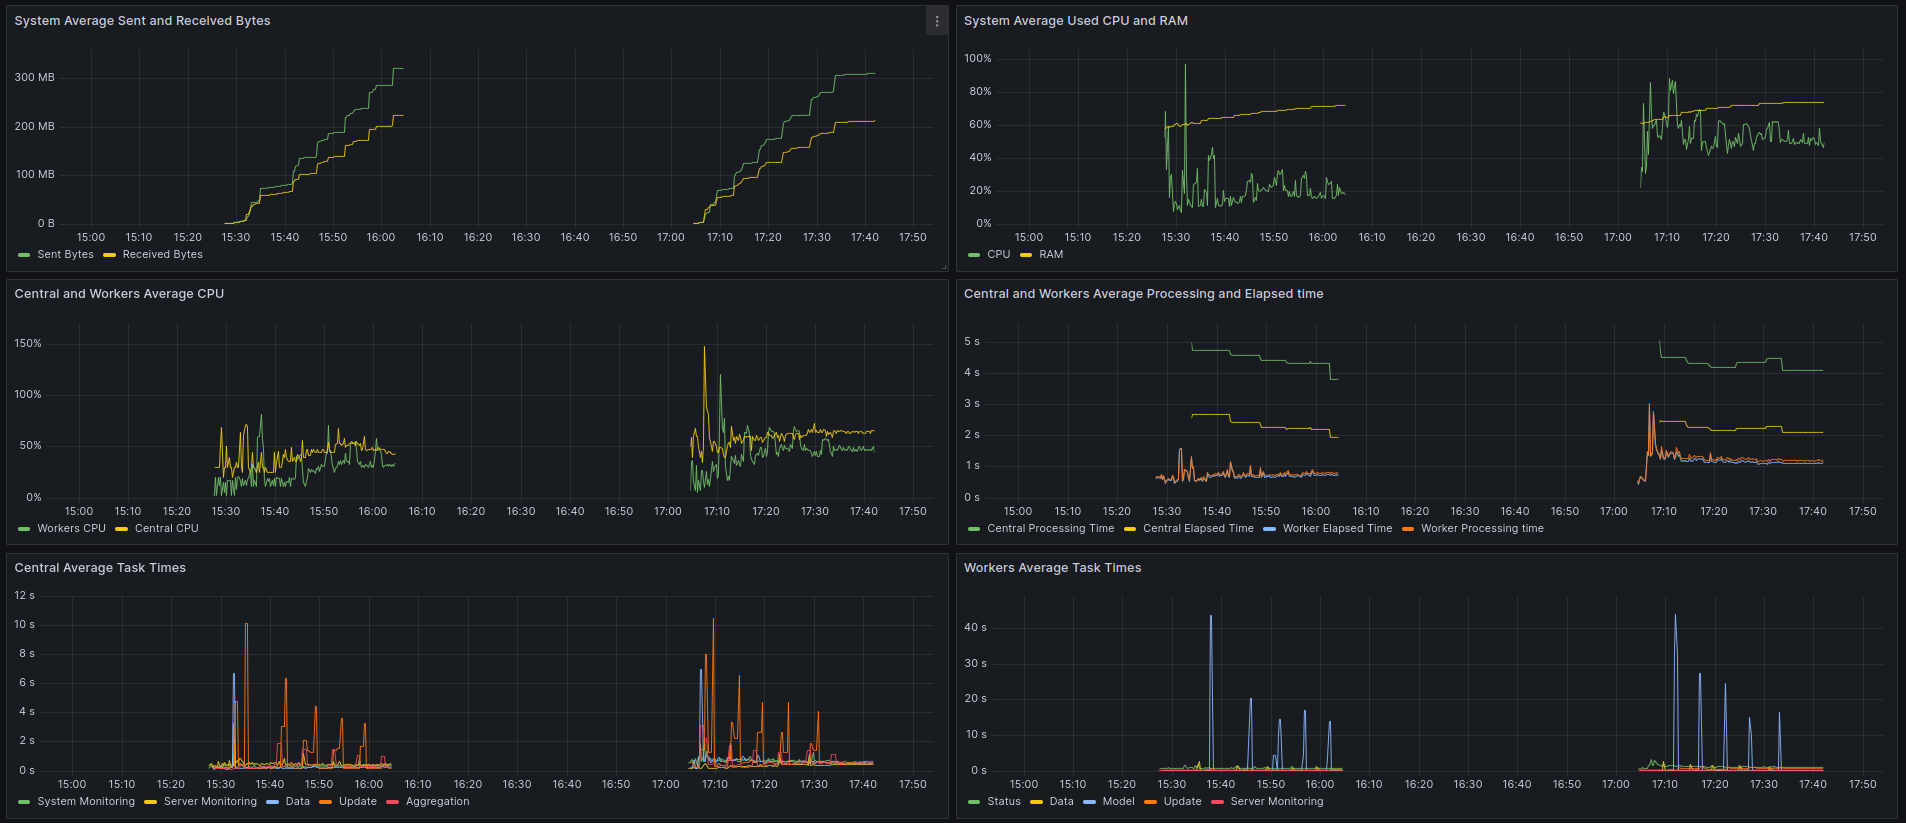 System Average Sent and Received Bytes
300 MB
200 MB
100 MB
0 B
15:00 15:10 15:20 15:30 15:40 15:50 16:00 16:10 16:20 16:30 16:40 16:50 17:00 17:10 17:20 17:30 17:40 17:50
Sent Bytes Received Bytes
System Average Used CPU and RAM
100%
80%
60%
40%
20%
0%
15:00 15:10 15:20 15:30 15:40 15:50 16:00 16:10 16:20 16:30 16:40 16:50 17:00 17:10 17:20 17:30 17:40 17:50
CPU RAM
Central and Workers Average CPU
150%
100%
50%
0%
15:00 15:10 15:20 15:30 15:40 15:50 16:00 16:10 16:20 16:30 16:40 16:50 17:00 17:10 17:20 17:30 17:40 17:50
Workers CPU Central CPU
Central and Workers Average Processing and Elapsed time
5 s
4 s
3 s
2 s
1 s
0 s
15:00 15:10 15:20 15:30 15:40 15:50 16:00 16:10 16:20 16:30 16:40 16:50 17:00 17:10 17:20 17:30 17:40 17:50
Central Processing Time Central Elapsed Time Worker Elapsed Time Worker Processing time
Central Average Task Times
12 s
10 s
8 s
6 s
4 s
2 s
0 s
15:00 15:10 15:20 15:30 15:40 15:50 16:00 16:10 16:20 16:30 16:40 16:50 17:00 17:10 17:20 17:30 17:40 17:50
System Monitoring Server Monitoring Data Update Aggregation
Workers Average Task Times
40 s
30 s
20 s
10 s
0 s
15:00 15:10 15:20 15:30 15:40 15:50 16:00 16:10 16:20 16:30 16:40 16:50 17:00 17:10 17:20 17:30 17:40 17:50
Status Data Model Update Server Monitoring